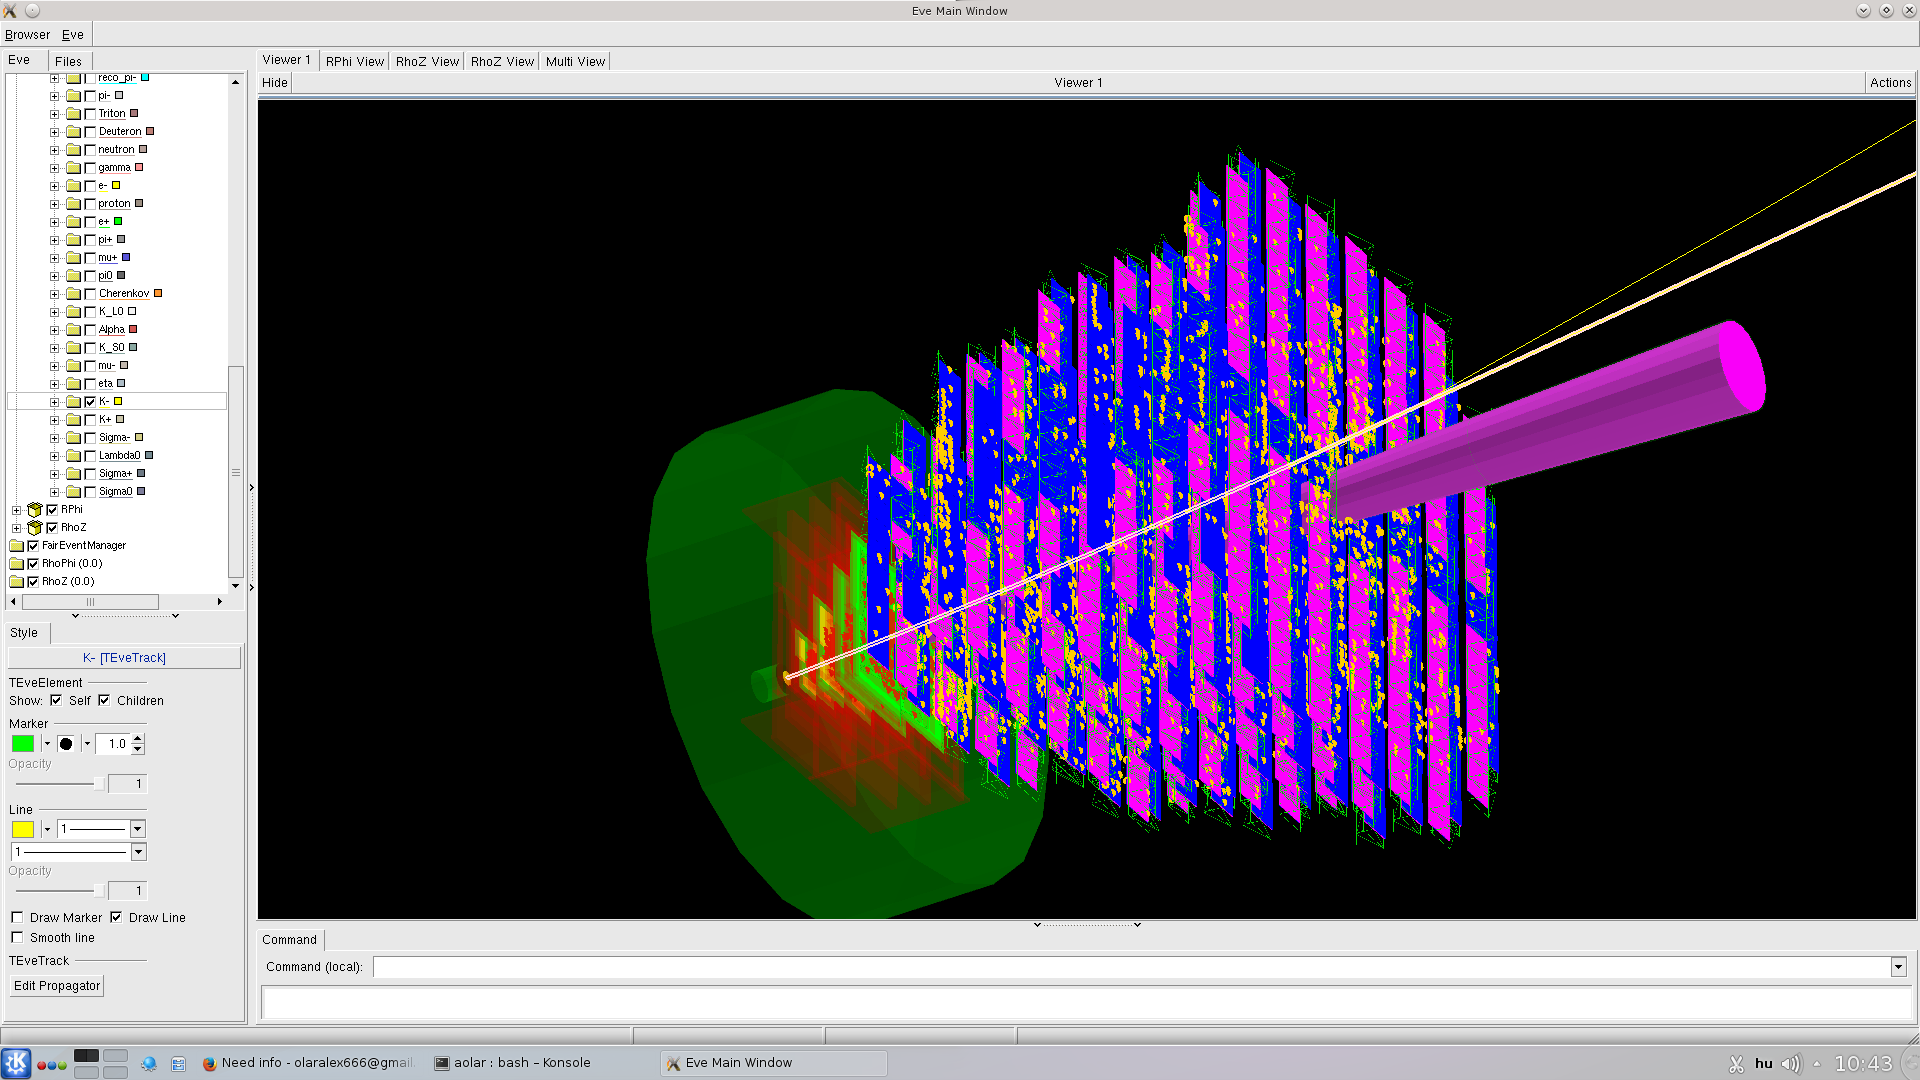 Eve Main Window
Browser Eve
Eve Files
Viewer 1 RPhi View RhoZ View RhoZ View Multi View
Hide Viewer 1 Actions
reco_pi-
pi-
Triton
Deuteron
neutron
gamma
e-
proton
e+
pi+
mu+
pi0
Cherenkov
K_L0
Alpha
K_S0
mu-
eta
K-
K+
Sigma-
Lambda0
Sigma+
Sigma0
RPhi
RhoZ
FairEventManager
RhoPhi (0.0)
RhoZ (0.0)
Style
K- [TEveTrack]
TEveElement
Show: Self Children
Marker
1.0
Opacity
1
Line
1
1
Opacity
1
Draw Marker Draw Line
Smooth line
TEveTrack
Edit Propagator
Command
Command (local):
Need info - olaralex666@gmail
aolar : bash – Konsole
Eve Main Window
hu
10:43